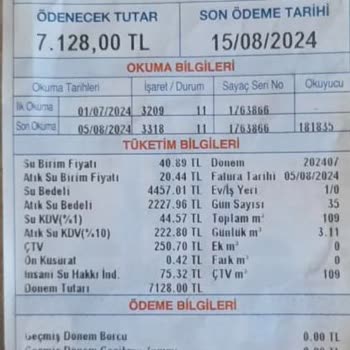 ÖDENECEK TUTAR SON ÖDEME TARİHİ
7.128,00 TL 15/08/2024
OKUMA BİLGİLERİ
Okuma Tarihleri İşaret / Durum Sayaç Seri No Okuyucu
İlk Okuma 01/07/2024 3209 11 1763866 -
Son Okuma 05/08/2024 3318 11 1763866 181835
TÜKETİM BİLGİLERİ
Su Birim Fiyatı 40.89 TL Dönem 20240/
Atık Su Birim Fiyatı 20.44 TL Fatura Tarihi 05/08/2024
Su Bedeli 4457.01 TL Ev/İş Yeri 1/0
Atık Su Bedeli 2227.96 TL Gün Sayısı 35
Su KDV(%1) 44.57 TL Toplam m³ 109
Atık Su KDV(%10) 222.80 TL Günlük m³ 3.11
ÇTV 250.70 TL Ek m³ 0
Ön Küsurat 0.42 TL Fark m³ 0
İnsani Su Hakkı İnd. 75.32 TL ÇTV m³ 109
Dönem Tutarı 7128.00 TL
ÖDEME BİLGİLERİ
Geçmiş Dönem Borcu 0.00 TL